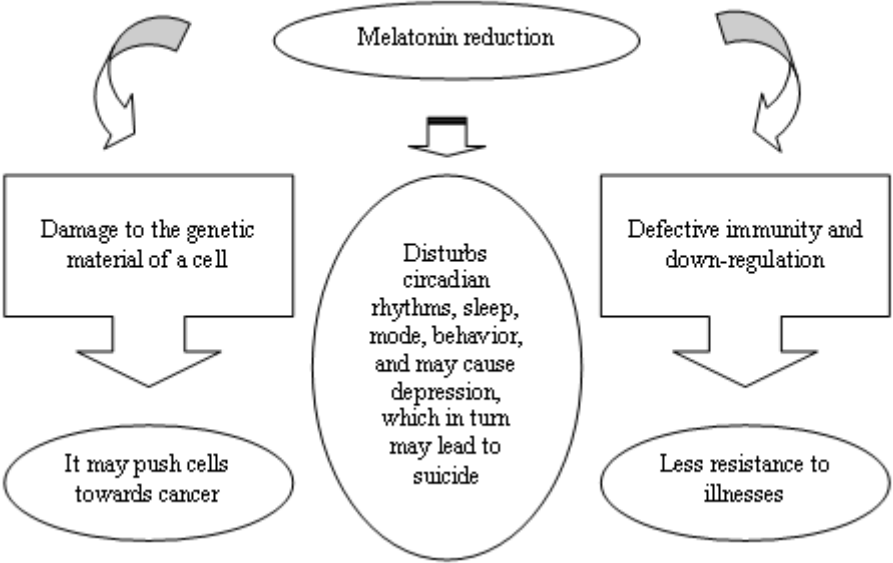 Melatonin reduction
Damage to the genetic
material of a cell
It may push cells
towards cancer
Disturbs
circadian
rhythms, sleep,
mode, behavior,
and may cause
depression,
which in turn
may lead to
suicide
Defective immunity and
down-regulation
Less resistance to
illnesses